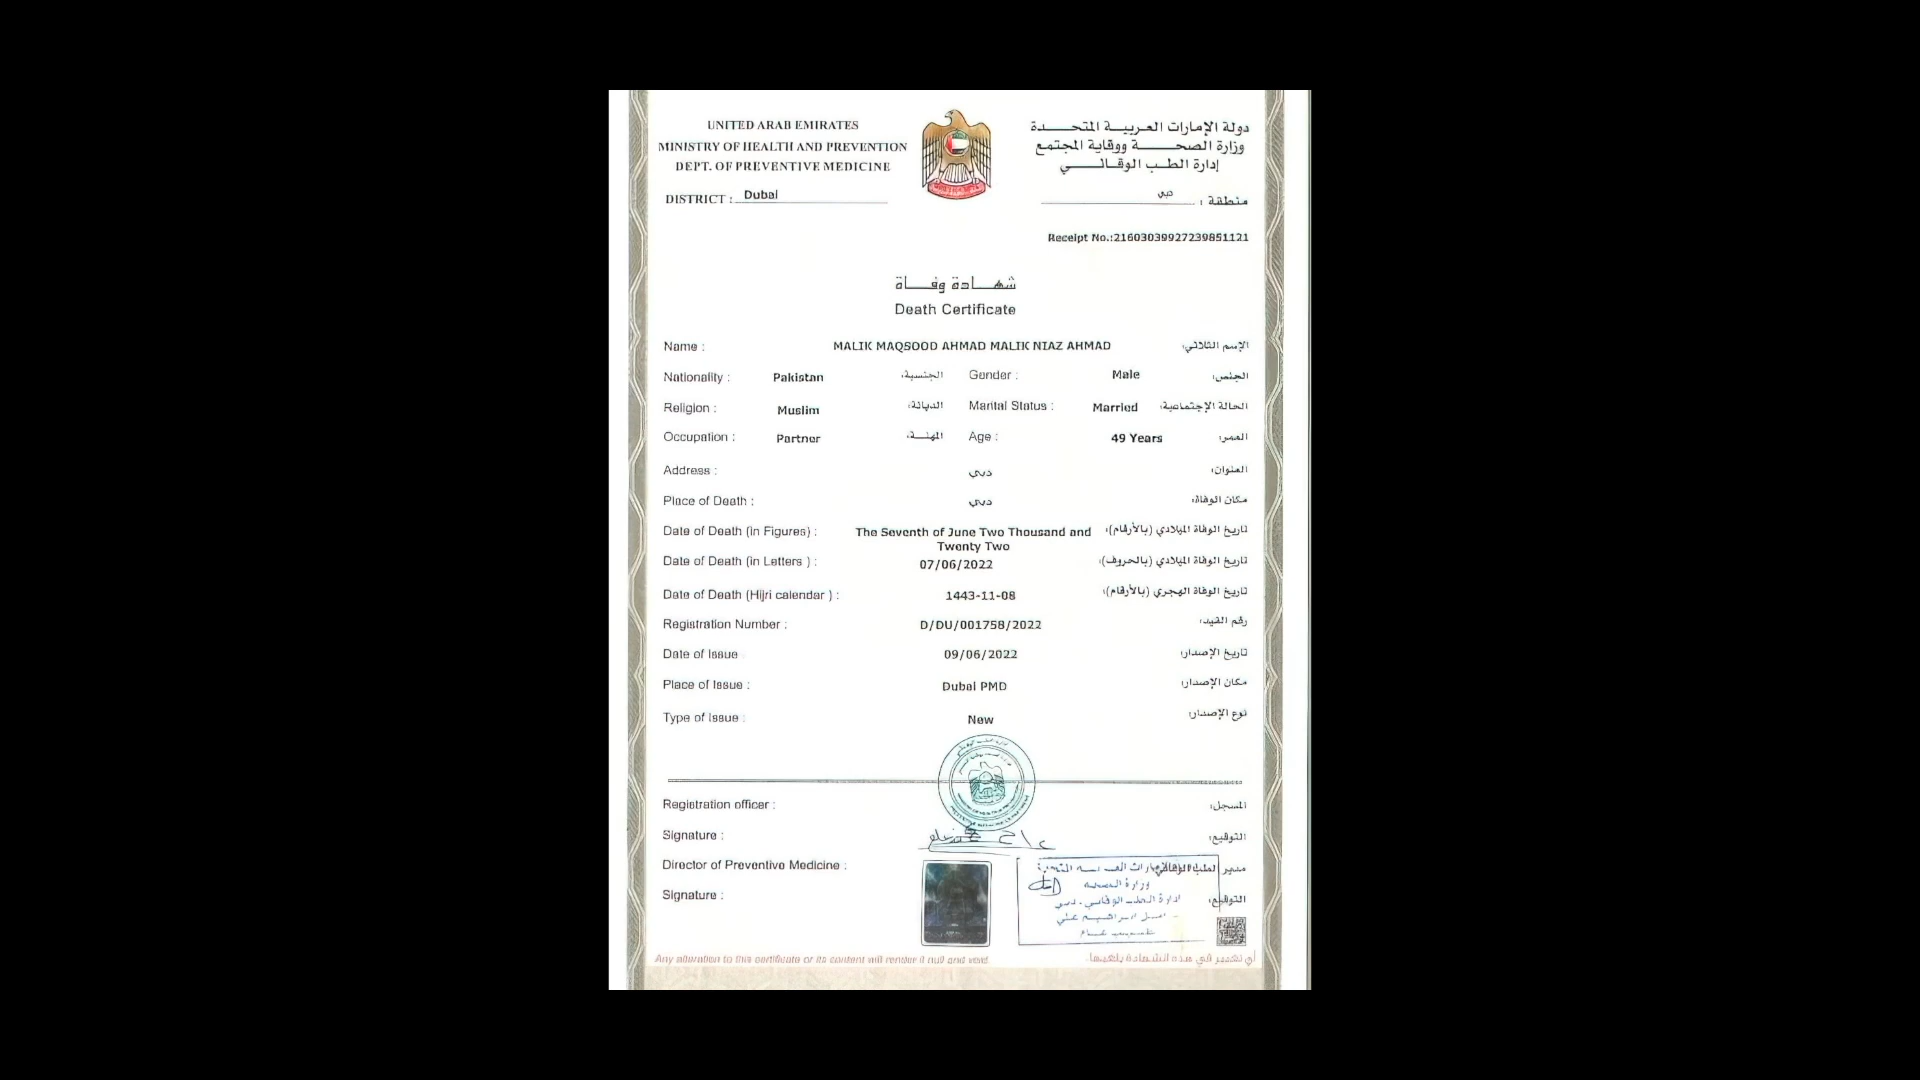 UNITED ARAB EMIRATES
MINISTRY OF HEALTH AND PREVENTION
DEPT. OF PREVENTIVE MEDICINE
DISTRICT : Dubai
دولة الإمارات العربية المتحدة
وزارة الصحة ووقاية المجتمع
إدارة الطب الوقائي
منطقة : دبي
Receipt No.:21603039927239851121
شهادة وفاة
Death Certificate
Name : MALIK MAQSOOD AHMAD MALIK NIAZ AHMAD الإسم الثلاثي:
Nationality : Pakistan الجنسية: Gender : Male الجنس:
Religion : Muslim الديانة: Marital Status : Married الحالة الإجتماعية:
Occupation : Partner المهنة: Age : 49 Years العمر:
Address : دبي العنوان:
Place of Death : دبي مكان الوفاة:
Date of Death (in Figures) : The Seventh of June Two Thousand and Twenty Two تاريخ الوفاة الميلادي (بالأرقام):
Date of Death (in Letters ) : 07/06/2022 تاريخ الوفاة الميلادي (بالحروف):
Date of Death (Hijri calendar ) : 1443-11-08 تاريخ الوفاة الهجري (بالأرقام):
Registration Number : D/DU/001758/2022 رقم القيد:
Date of Issue 09/06/2022 تاريخ الإصدار:
Place of Issue : Dubai PMD مكان الإصدار:
Type of Issue : New نوع الإصدار:
Registration officer : المسجل:
Signature : التوقيع:
Director of Preventive Medicine : مدير الطب الوقائي
Signature : التوقيع:
وزارة الصحة
Any alteration to this certificate or its content will render it null and void.
أي تغيير في هذه الشهادة يلغيها.